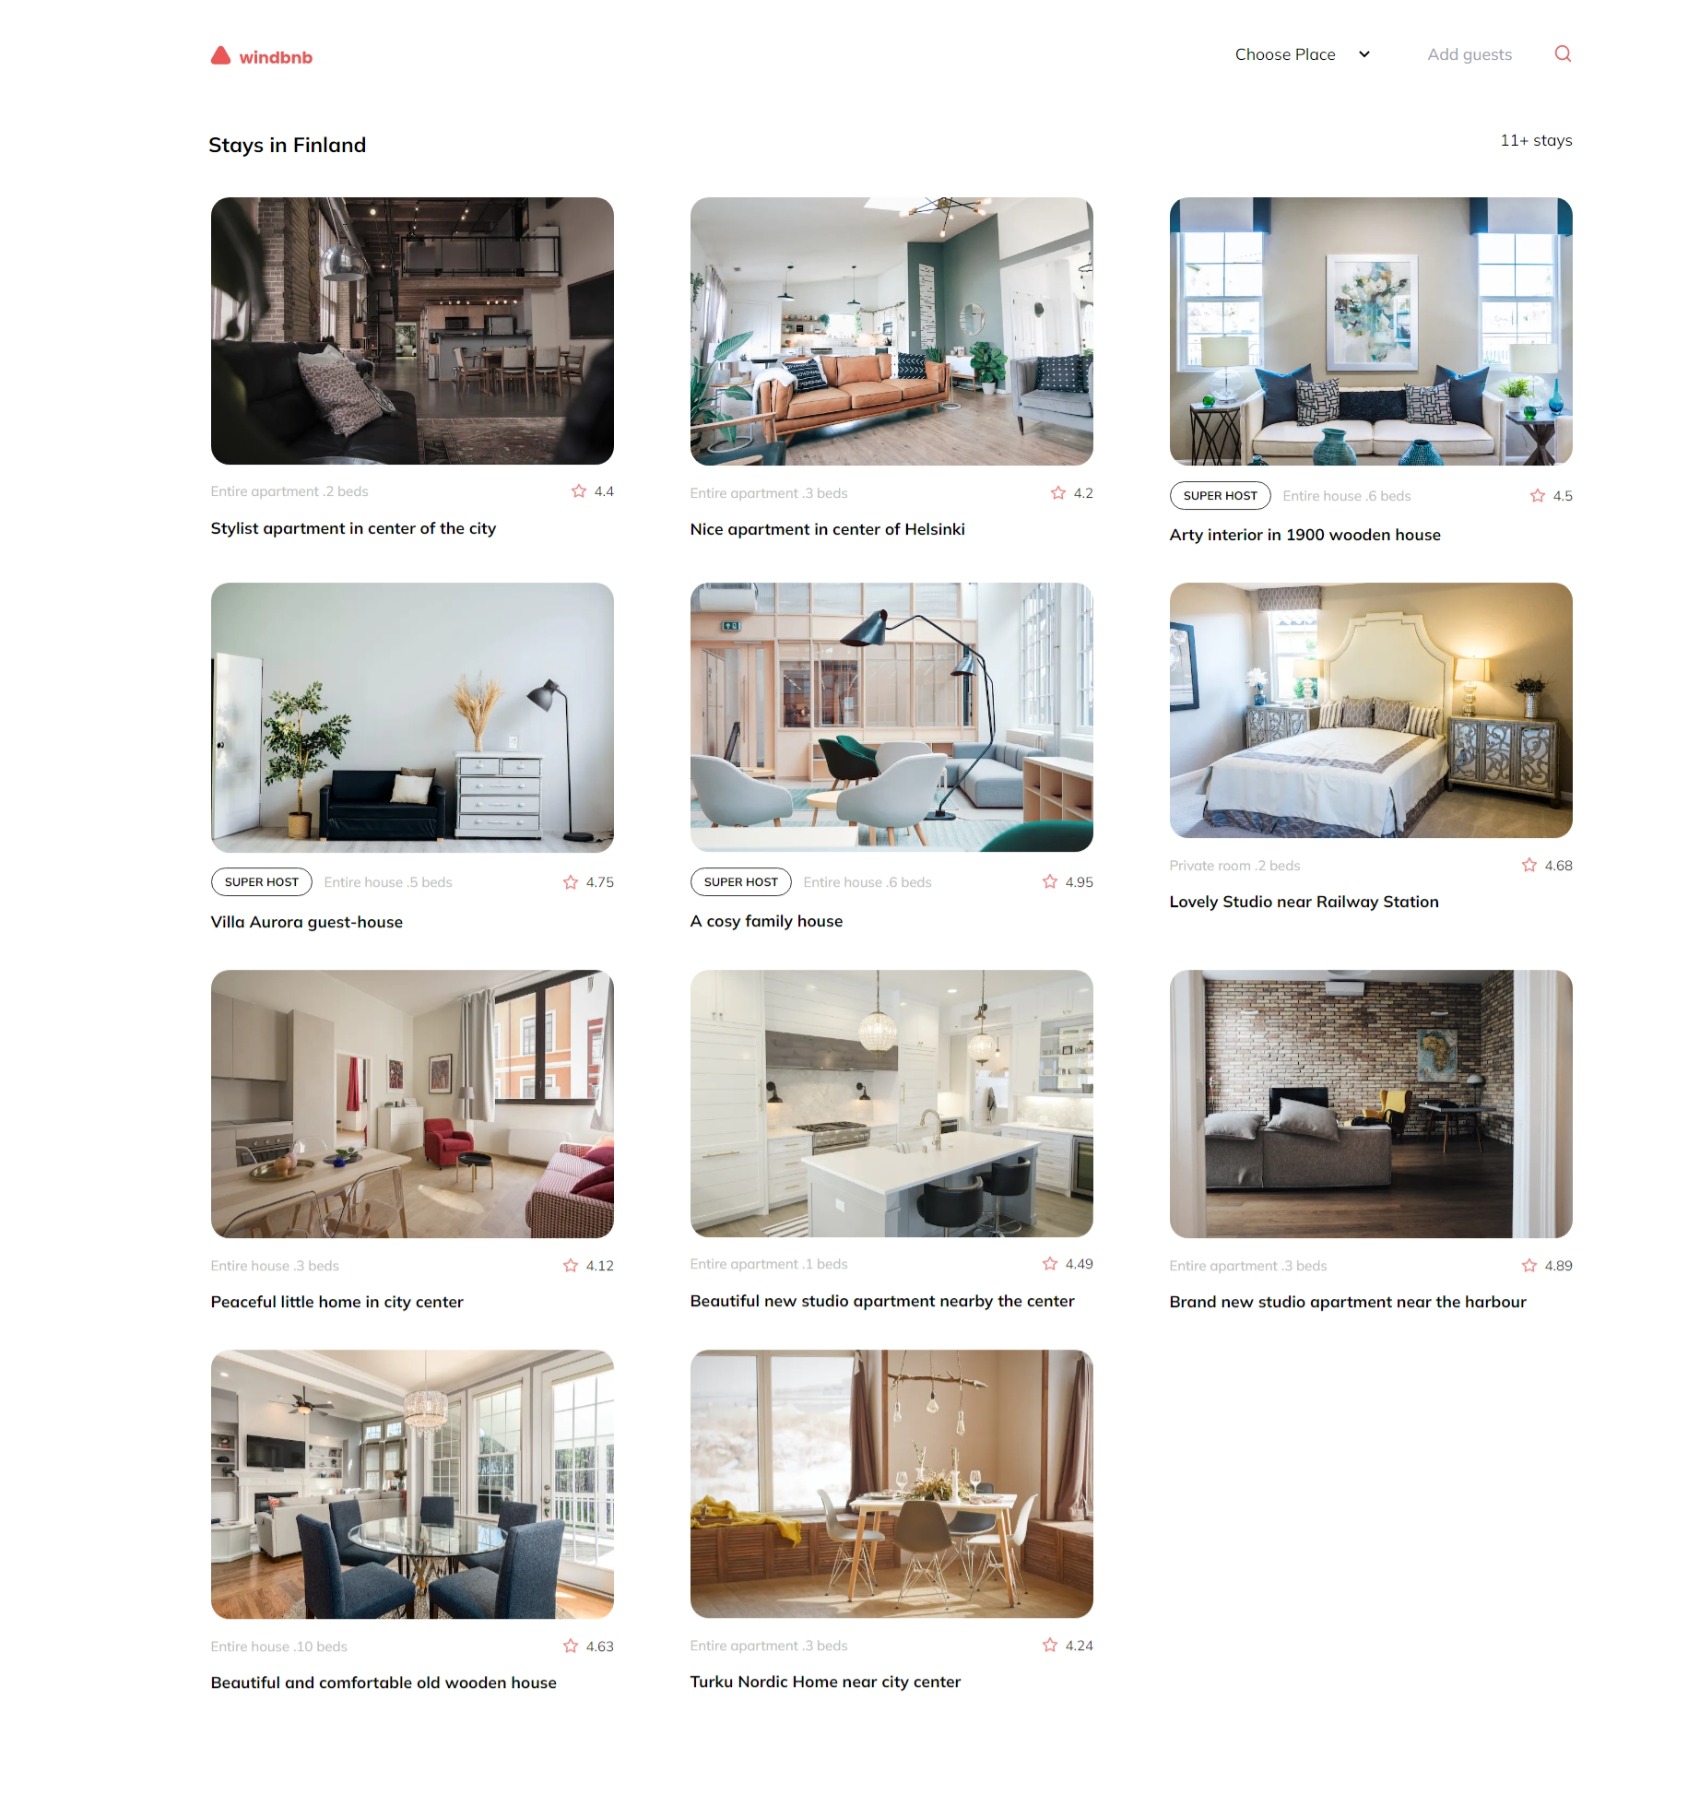 windbnb
Choose Place
Add guests
Stays in Finland
11+ stays
Entire apartment .2 beds
4.4
Stylist apartment in center of the city
Entire apartment .3 beds
4.2
Nice apartment in center of Helsinki
SUPER HOST
Entire house .6 beds
4.5
Arty interior in 1900 wooden house
SUPER HOST
Entire house .5 beds
4.75
Villa Aurora guest-house
SUPER HOST
Entire house .6 beds
4.95
A cosy family house
Private room .2 beds
4.68
Lovely Studio near Railway Station
Entire house .3 beds
4.12
Peaceful little home in city center
Entire apartment .1 beds
4.49
Beautiful new studio apartment nearby the center
Entire apartment .3 beds
4.89
Brand new studio apartment near the harbour
Entire house .10 beds
4.63
Beautiful and comfortable old wooden house
Entire apartment .3 beds
4.24
Turku Nordic Home near city center